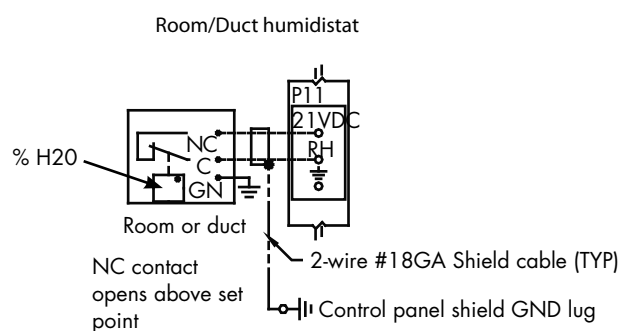 Room/Duct humidistat
P11
21VDC
NC
RH
% H20
C
GN
Room or duct
2-wire #18GA Shield cable (TYP)
NC contact
opens above set
point
Control panel shield GND lug